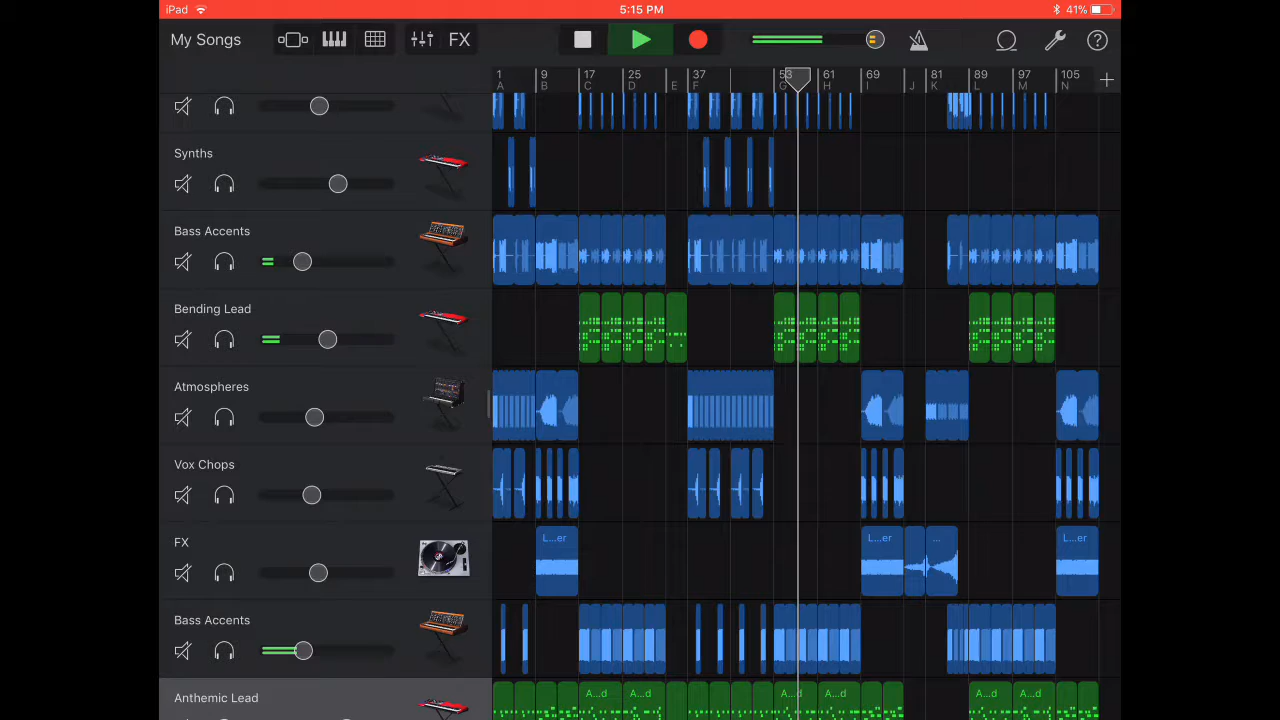 iPad 5:15 PM 41%
My Songs FX
1 9 17 25 37 53 61 69 81 89 97 105
A B C D E F G H I J K L M N
Synths
Bass Accents
Bending Lead
Atmospheres
Vox Chops
FX
L...er L...er ... L...er
Bass Accents
Anthemic Lead
A...d A...d A...d A...d A...d A...d